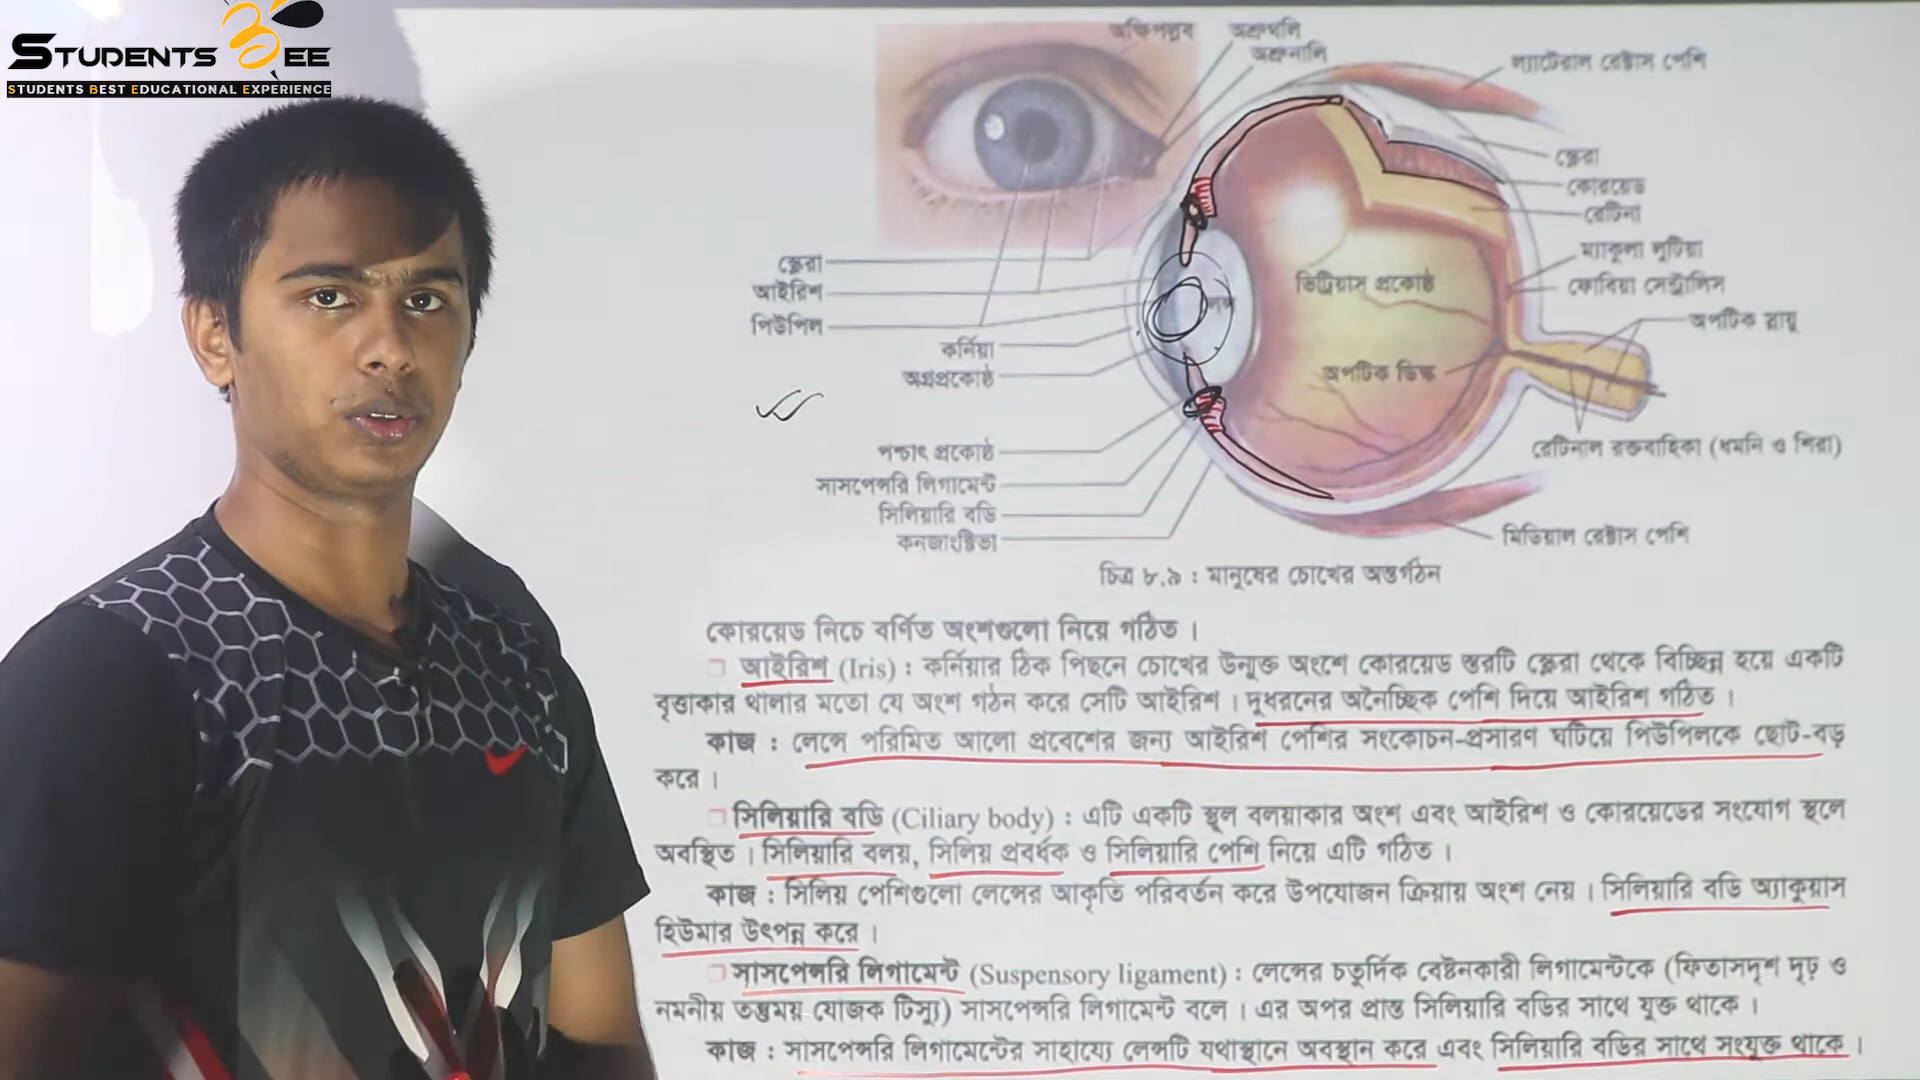 STUDENTS BEE
STUDENTS BEST EDUCATIONAL EXPERIENCE
অক্ষিপল্লব
অশ্রুথলি
অশ্রুনালি
ল্যাটেরাল রেক্টাস পেশি
স্ক্লেরা
কোরয়েড
রেটিনা
ম্যাকুলা লুটিয়া
ফোবিয়া সেন্ট্রালিস
অপটিক স্নায়ু
স্ক্লেরা
আইরিশ
পিউপিল
কর্নিয়া
অগ্রপ্রকোষ্ঠ
ভিট্রিয়াস প্রকোষ্ঠ
অপটিক ডিস্ক
পশ্চাৎ প্রকোষ্ঠ
সাসপেন্সরি লিগামেন্ট
সিলিয়ারি বডি
কনজাংক্টিভা
রেটিনাল রক্তবাহিকা (ধমনি ও শিরা)
মিডিয়াল রেক্টাস পেশি
চিত্র ৮.৯ : মানুষের চোখের অন্তর্গঠন
কোরয়েড নিচে বর্ণিত অংশগুলো নিয়ে গঠিত ।
আইরিশ (Iris) : কর্নিয়ার ঠিক পিছনে চোখের উন্মুক্ত অংশে কোরয়েড স্তরটি স্ক্লেরা থেকে বিচ্ছিন্ন হয়ে একটি
বৃত্তাকার থালার মতো যে অংশ গঠন করে সেটি আইরিশ । দুধরনের অনৈচ্ছিক পেশি দিয়ে আইরিশ গঠিত ।
কাজ : লেন্সে পরিমিত আলো প্রবেশের জন্য আইরিশ পেশির সংকোচন-প্রসারণ ঘটিয়ে পিউপিলকে ছোট-বড়
করে ।
সিলিয়ারি বডি (Ciliary body) : এটি একটি স্থূল বলয়াকার অংশ এবং আইরিশ ও কোরয়েডের সংযোগ স্থলে
অবস্থিত । সিলিয়ারি বলয়, সিলিয় প্রবর্ধক ও সিলিয়ারি পেশি নিয়ে এটি গঠিত ।
কাজ : সিলিয় পেশিগুলো লেন্সের আকৃতি পরিবর্তন করে উপযোজন ক্রিয়ায় অংশ নেয় । সিলিয়ারি বডি অ্যাকুয়াস
হিউমার উৎপন্ন করে ।
সাসপেন্সরি লিগামেন্ট (Suspensory ligament) : লেন্সের চতুর্দিক বেষ্টনকারী লিগামেন্টকে (ফিতাসদৃশ দৃঢ় ও
নমনীয় তন্তুময় যোজক টিস্যু) সাসপেন্সরি লিগামেন্ট বলে । এর অপর প্রান্ত সিলিয়ারি বডির সাথে যুক্ত থাকে ।
কাজ : সাসপেন্সরি লিগামেন্টের সাহায্যে লেন্সটি যথাস্থানে অবস্থান করে এবং সিলিয়ারি বডির সাথে সংযুক্ত থাকে ।